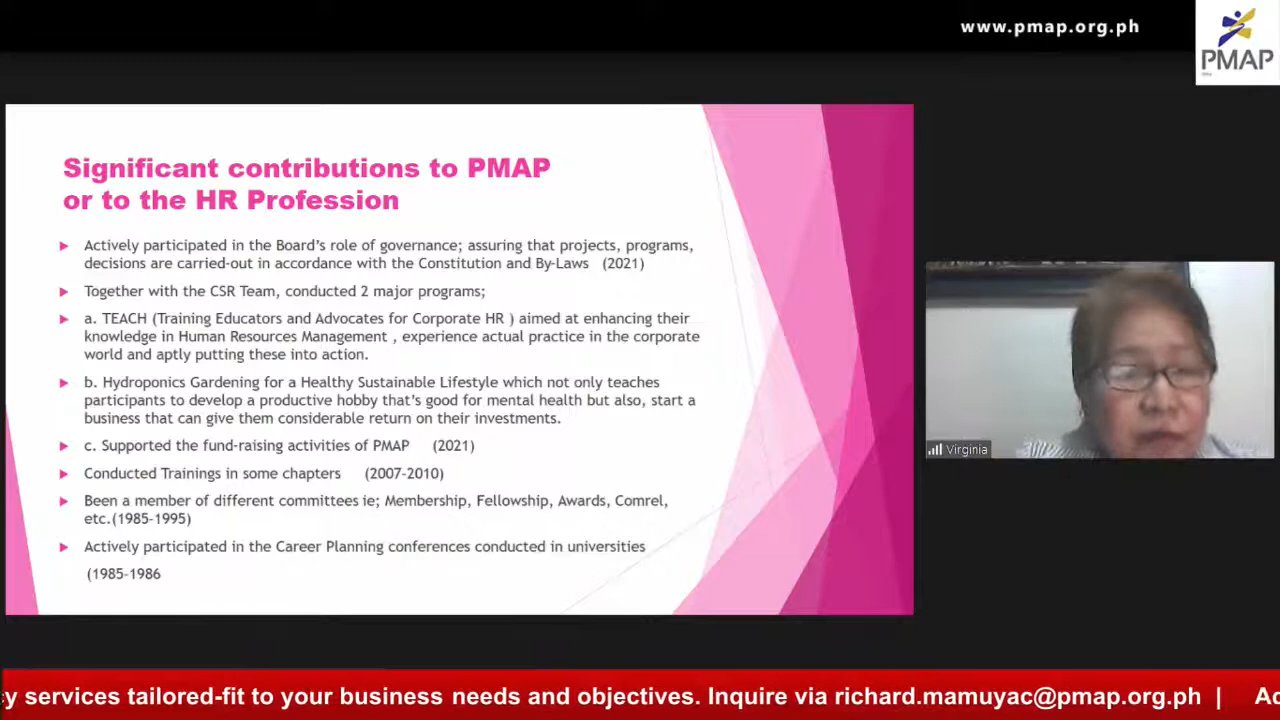 www.pmap.org.ph
PMAP
Significant contributions to PMAP
or to the HR Profession
Actively participated in the Board's role of governance; assuring that projects, programs,
decisions are carried-out in accordance with the Constitution and By-Laws (2021)
Together with the CSR Team, conducted 2 major programs;
a. TEACH (Training Educators and Advocates for Corporate HR ) aimed at enhancing their
knowledge in Human Resources Management , experience actual practice in the corporate
world and aptly putting these into action.
b. Hydroponics Gardening for a Healthy Sustainable Lifestyle which not only teaches
participants to develop a productive hobby that's good for mental health but also, start a
business that can give them considerable return on their investments.
c. Supported the fund-raising activities of PMAP (2021)
Conducted Trainings in some chapters (2007-2010)
Been a member of different committees ie; Membership, Fellowship, Awards, Comrel,
etc.(1985-1995)
Actively participated in the Career Planning conferences conducted in universities
(1985-1986
Virginia
y services tailored-fit to your business needs and objectives. Inquire via richard.mamuyac@pmap.org.ph | Ad